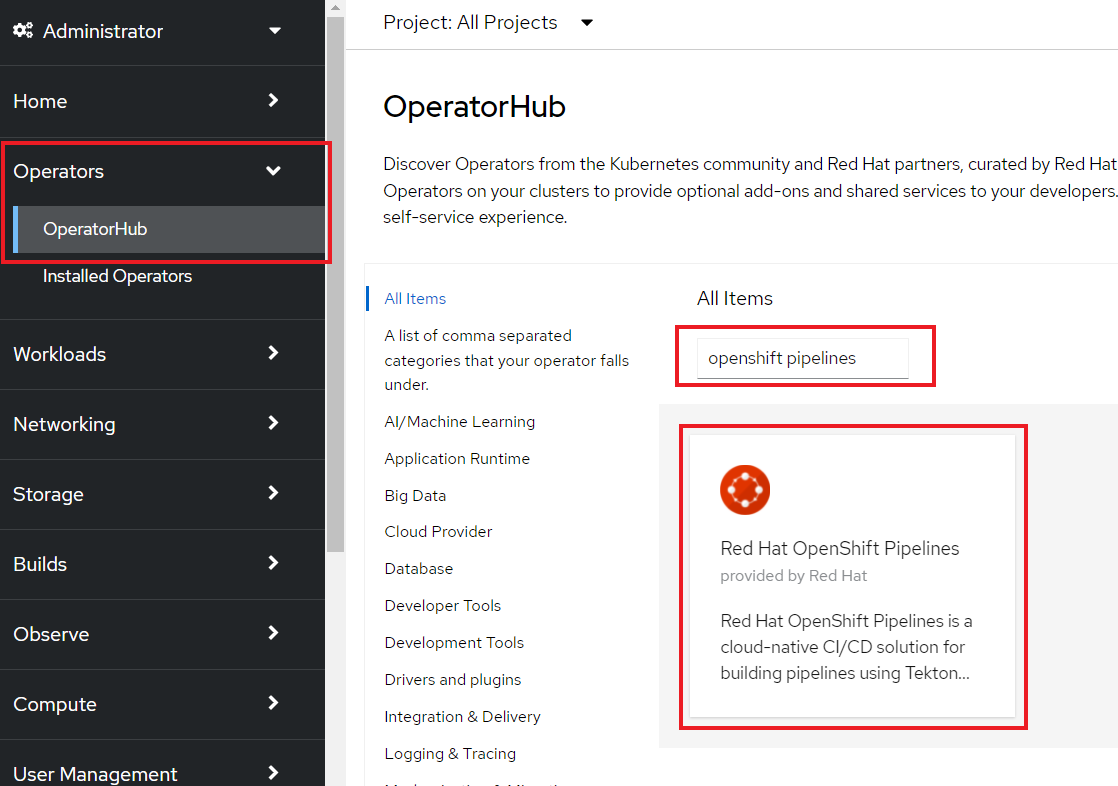 Administrator
Home
Operators
OperatorHub
Installed Operators
Workloads
Networking
Storage
Builds
Observe
Compute
User Management
Project: All Projects
OperatorHub
Discover Operators from the Kubernetes community and Red Hat partners, curated by Red Hat
Operators on your clusters to provide optional add-ons and shared services to your developers.
self-service experience.
All Items
A list of comma separated
categories that your operator falls
under.
AI/Machine Learning
Application Runtime
Big Data
Cloud Provider
Database
Developer Tools
Development Tools
Drivers and plugins
Integration & Delivery
Logging & Tracing
All Items
openshift pipelines
Red Hat OpenShift Pipelines
provided by Red Hat
Red Hat OpenShift Pipelines is a
cloud-native CI/CD solution for
building pipelines using Tekton...